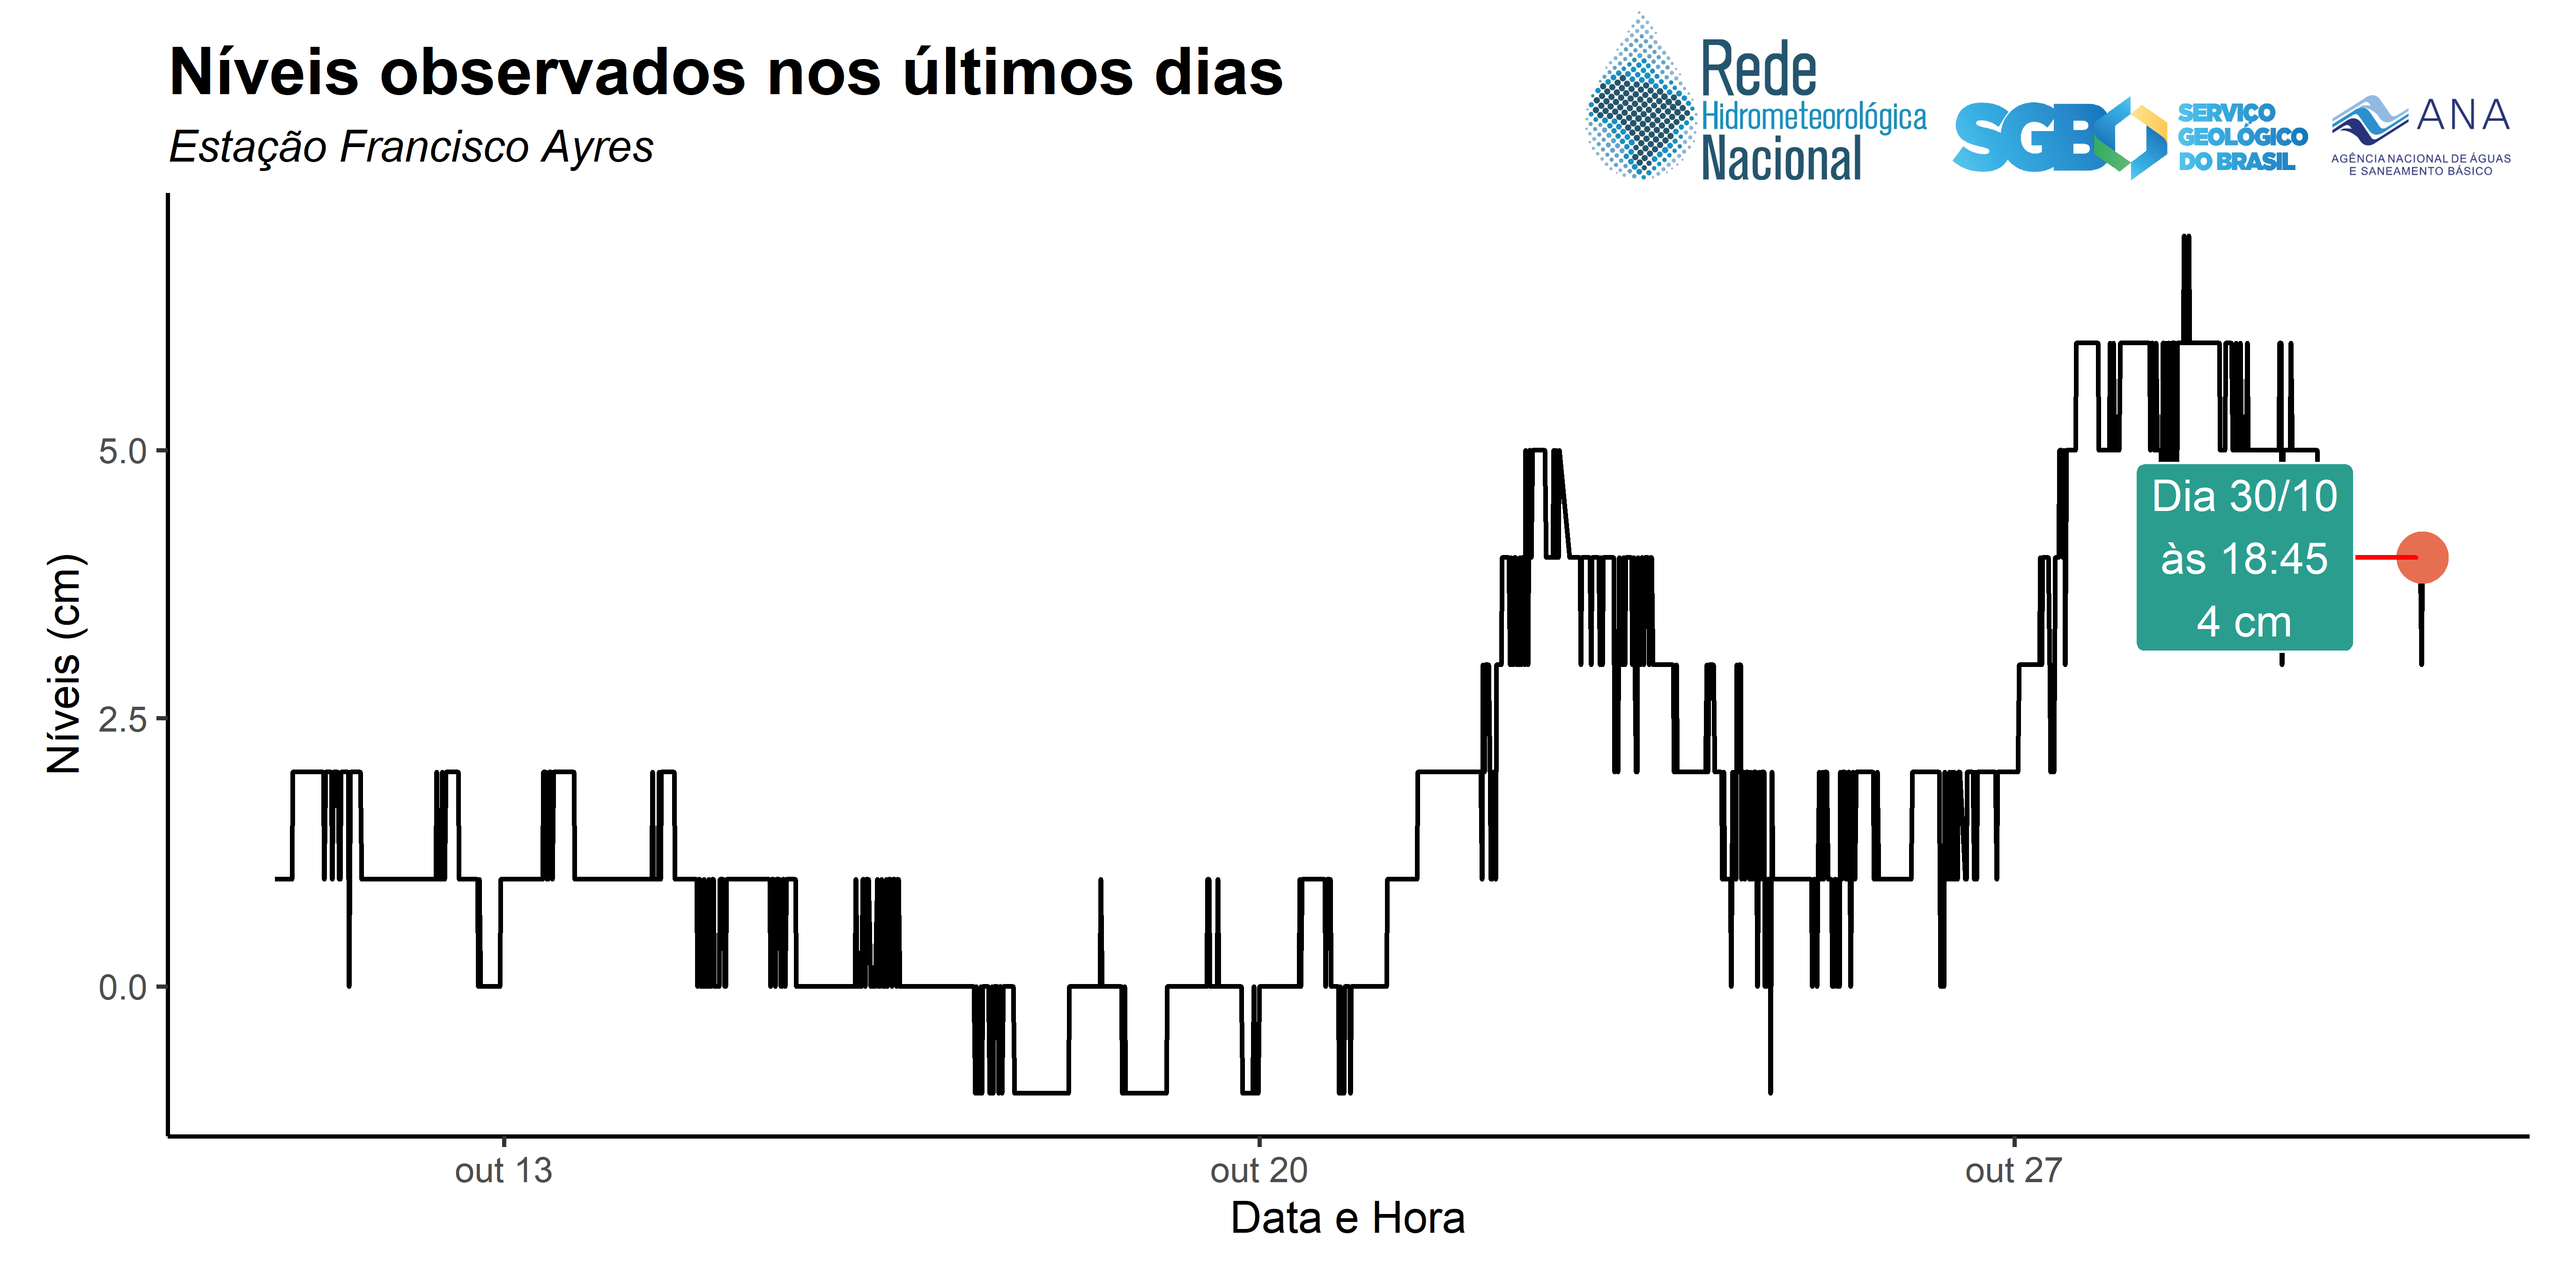 Níveis observados nos últimos dias
Estação Francisco Ayres
Rede
Hidrometeorológica
Nacional
SGB
SERVIÇO
GEOLÓGICO
DO BRASIL
ANA
AGÊNCIA NACIONAL DE ÁGUAS
E SANEAMENTO BÁSICO
Níveis (cm)
5.0
2.5
0.0
Dia 30/10
às 18:45
4 cm
out 13
out 20
out 27
Data e Hora